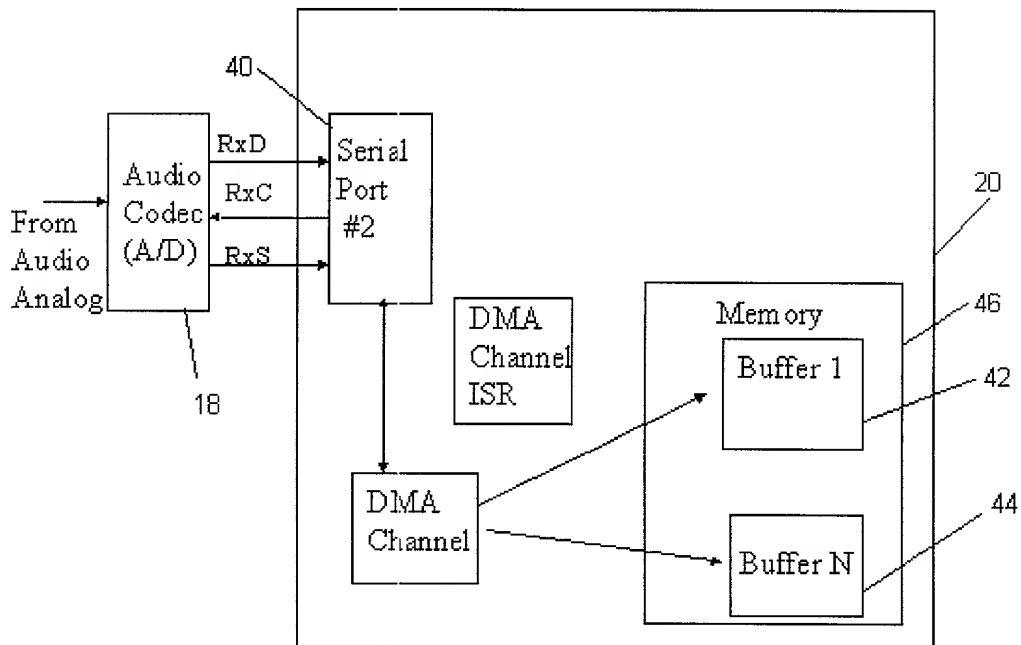 40
RxD
RxC
RxS
Audio
Codec
(A/D)
From
Audio
Analog
18
Serial
Port
#2
20
DMA
Channel
ISR
Memory
46
Buffer 1
42
DMA
Channel
Buffer N
44